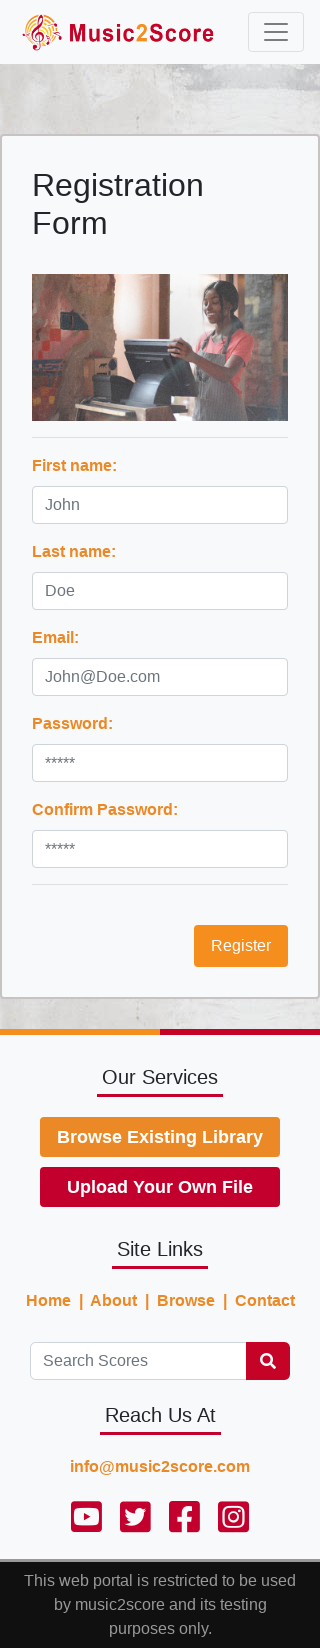 Music2Score
Registration
Form
First name:
John
Last name:
Doe
Email:
John@Doe.com
Password:
*****
Confirm Password:
*****
Register
Our Services
Browse Existing Library
Upload Your Own File
Site Links
Home | About | Browse | Contact
Search Scores
Reach Us At
info@music2score.com
This web portal is restricted to be used
by music2score and its testing
purposes only.